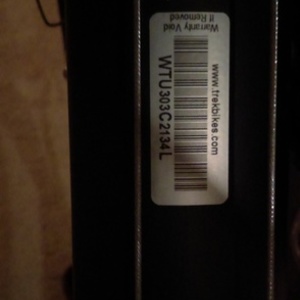 www.trekbikes.com
WTU303C2134L
Warranty Void
If Removed